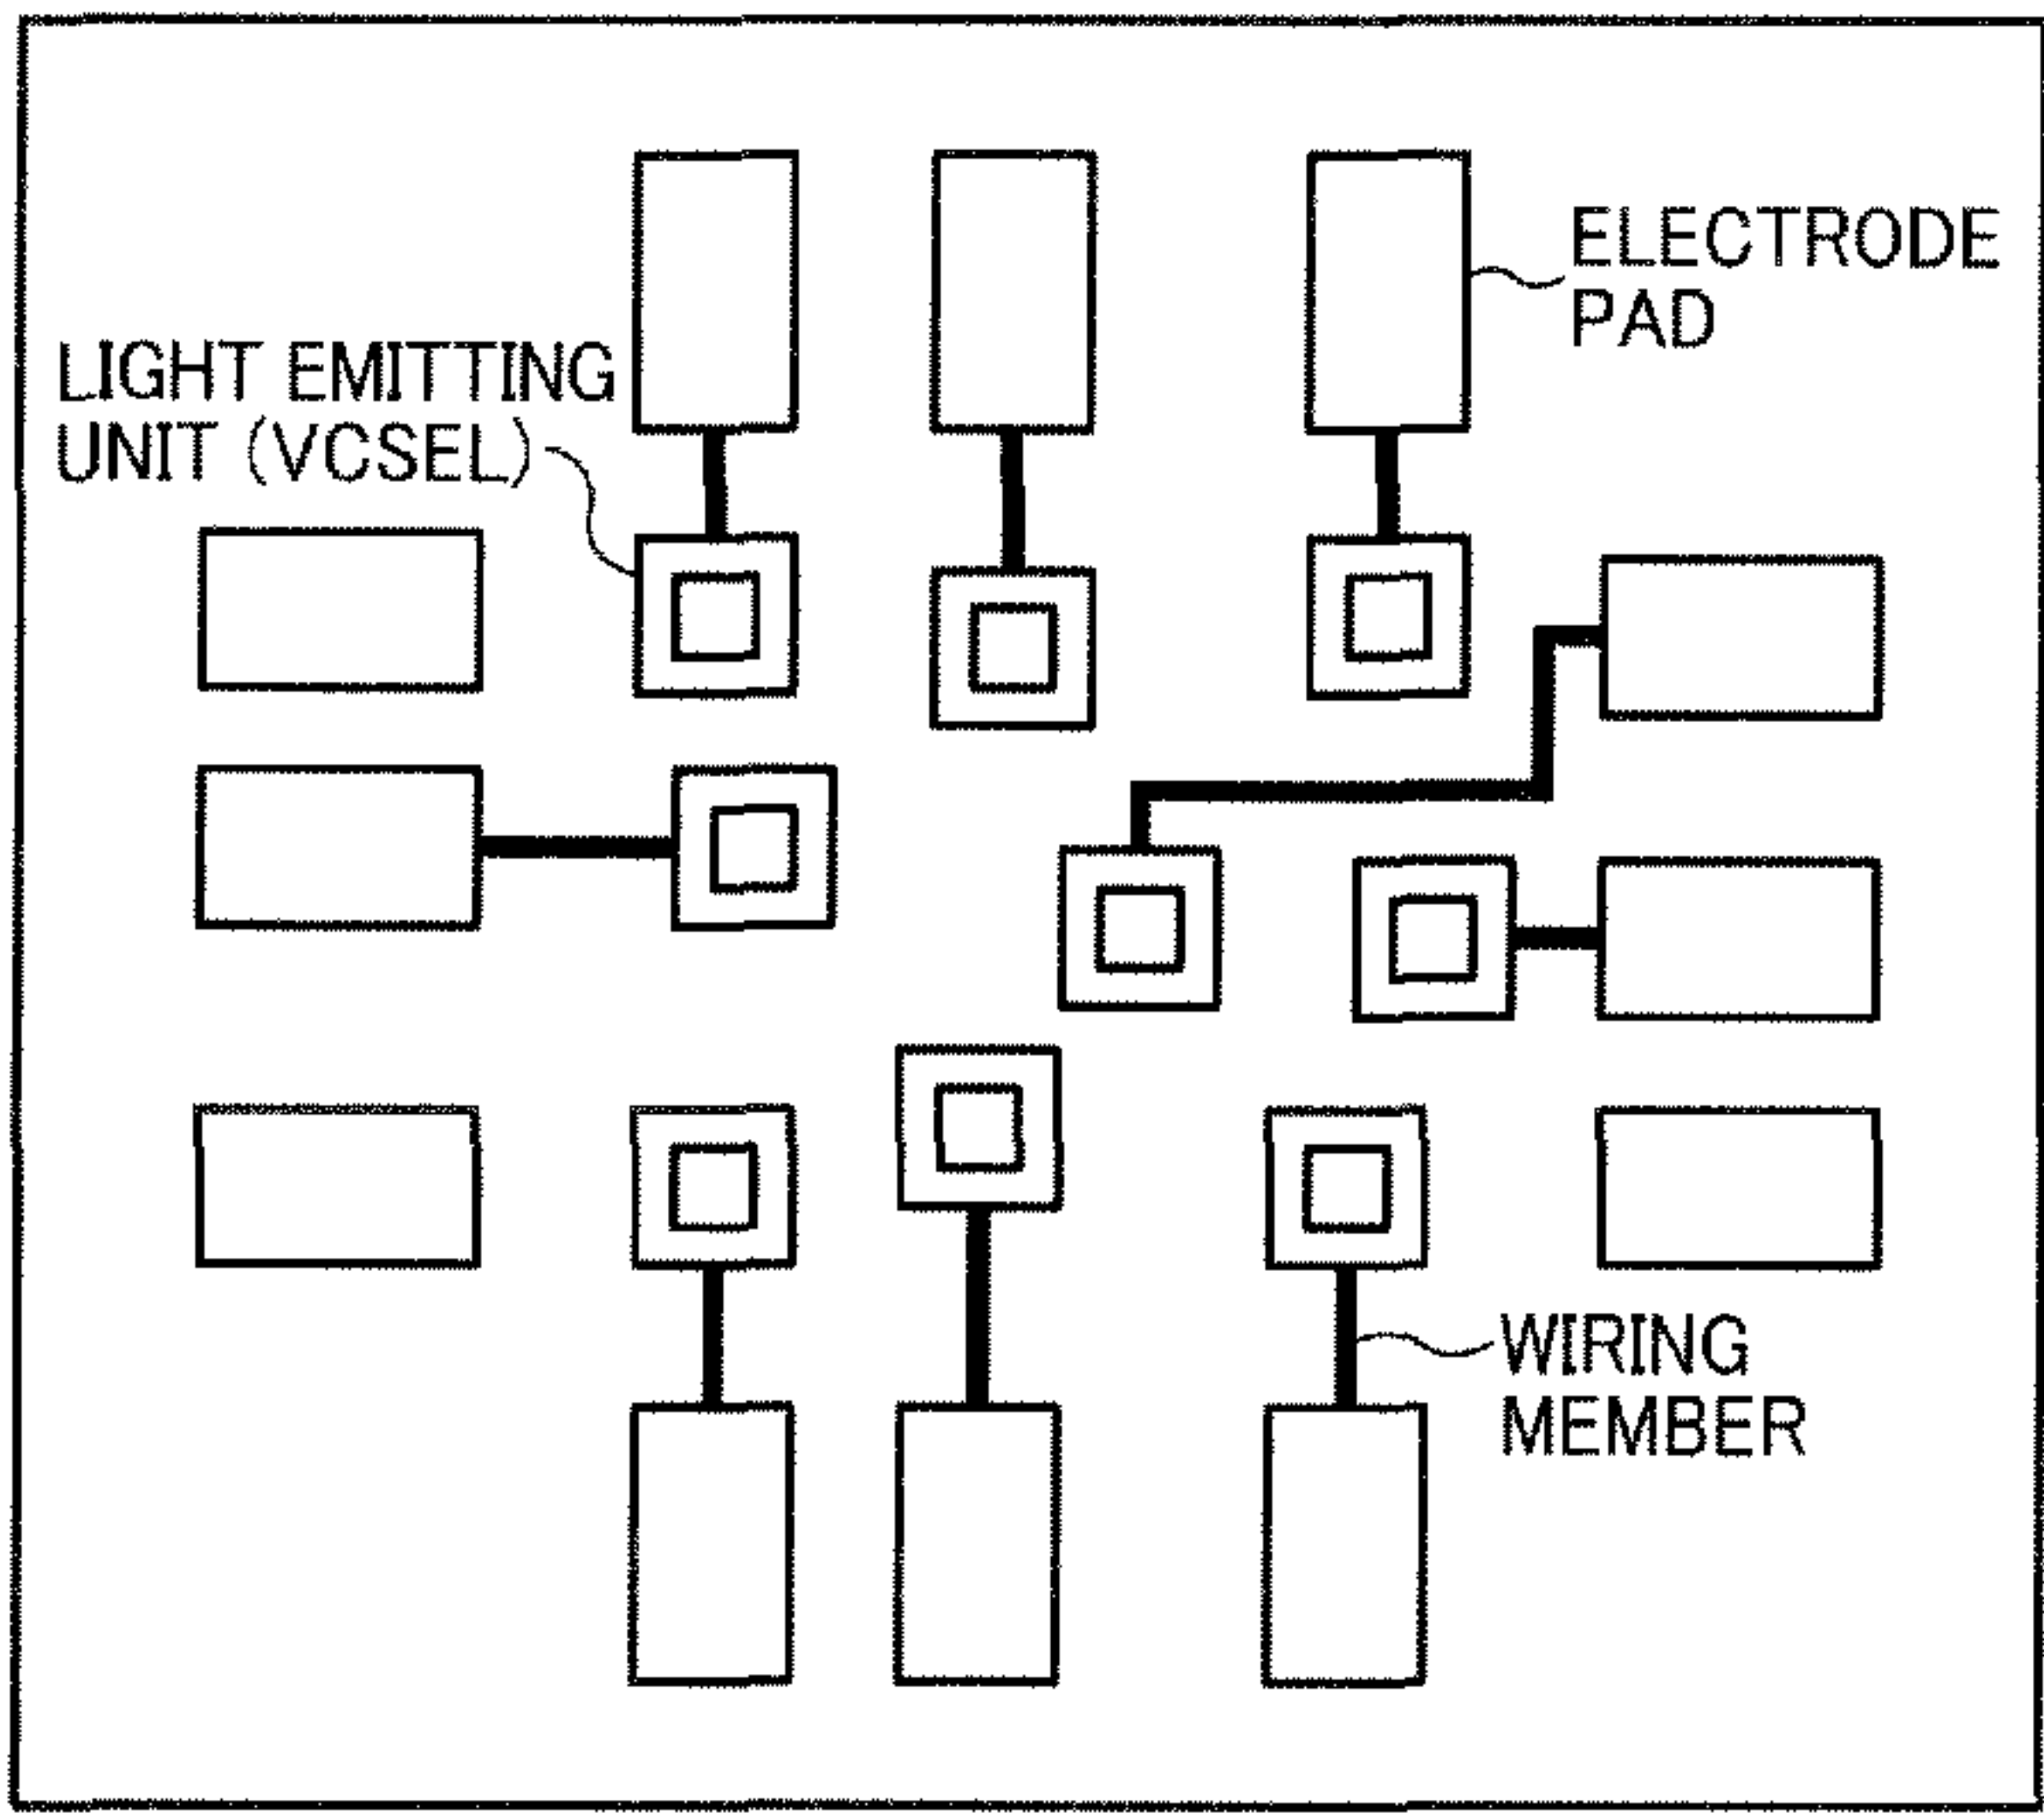 ELECTRODE
PAD
LIGHT EMITTING
UNIT (VCSEL)
WIRING
MEMBER